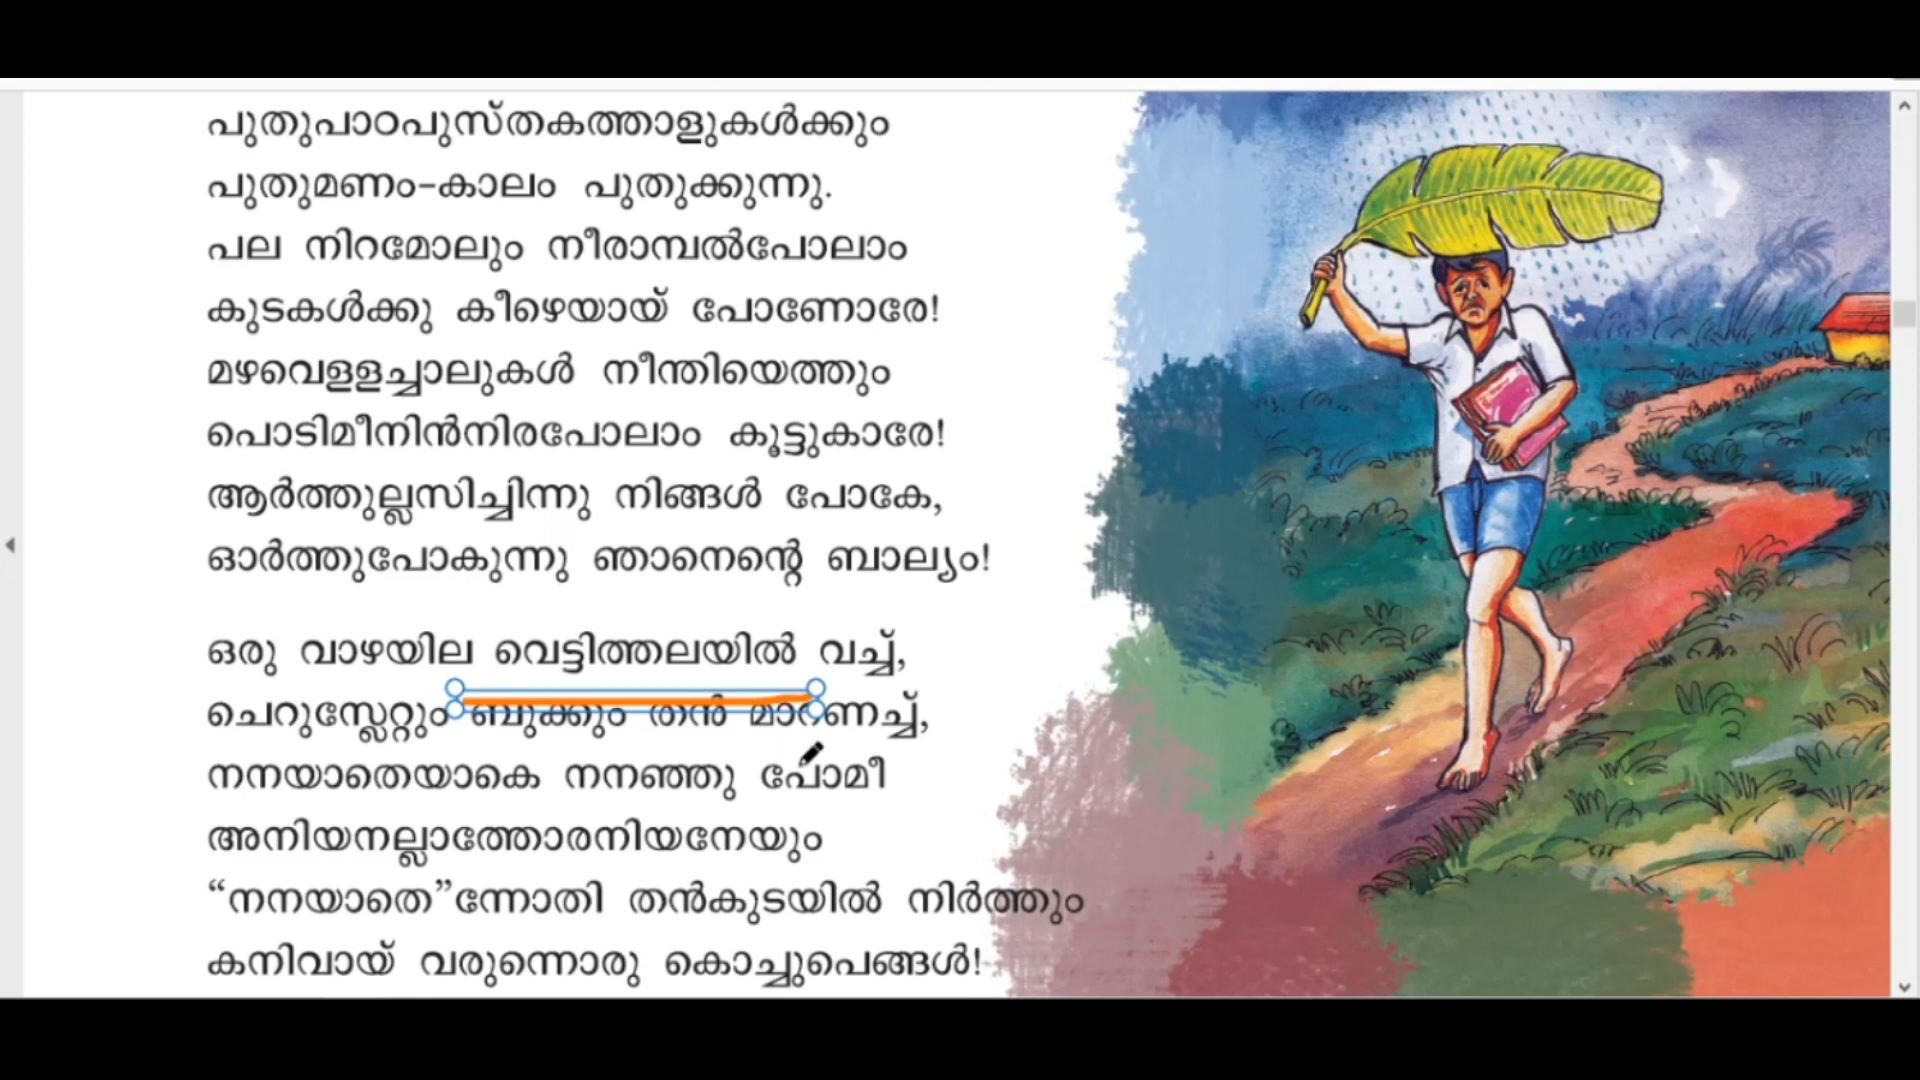 പുതുപാഠപുസ്തകത്താളുകൾക്കും
പുതുമണം-കാലം പുതുക്കുന്നു.
പല നിറമോലും നീരാമ്പൽപോലാം
കുടകൾക്കു കീഴെയായ് പോണോരേ!
മഴവെള്ളച്ചാലുകൾ നീന്തിയെത്തും
പൊടിമീനിൻനിരപോലാം കൂട്ടുകാരേ!
ആർത്തുല്ലസിച്ചിന്നു നിങ്ങൾ പോകേ,
ഓർത്തുപോകുന്നു ഞാനെന്റെ ബാല്യം!
ഒരു വാഴയില വെട്ടിത്തലയിൽ വച്ച്,
ചെറുസ്ലേറ്റും ബുക്കും തൻ മാറണച്ച്,
നനയാതെയാകെ നനഞ്ഞു പോമീ
അനിയനല്ലാത്തോരനിയനേയും
“നനയാതെ”ന്നോതി തൻകുടയിൽ നിർത്തും
കനിവായ് വരുന്നൊരു കൊച്ചുപെങ്ങൾ!